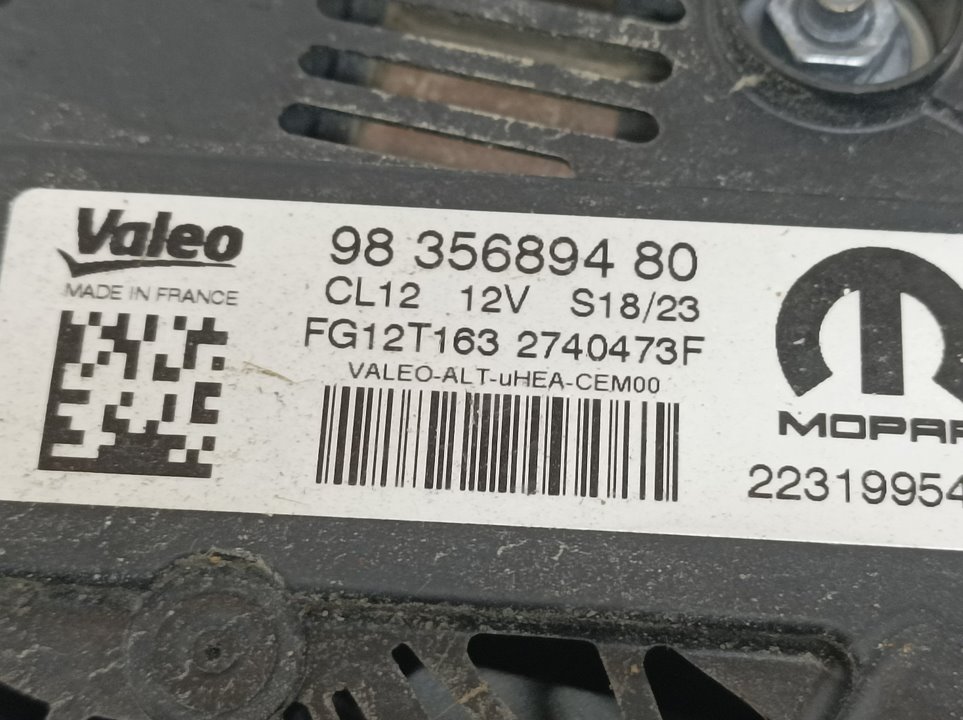 Valeo
MADE IN FRANCE
98 356894 80
CL12 12V S18/23
FG12T163 2740473F
VALEO-ALT-uHEA-CEM00
MOPAR
22319954